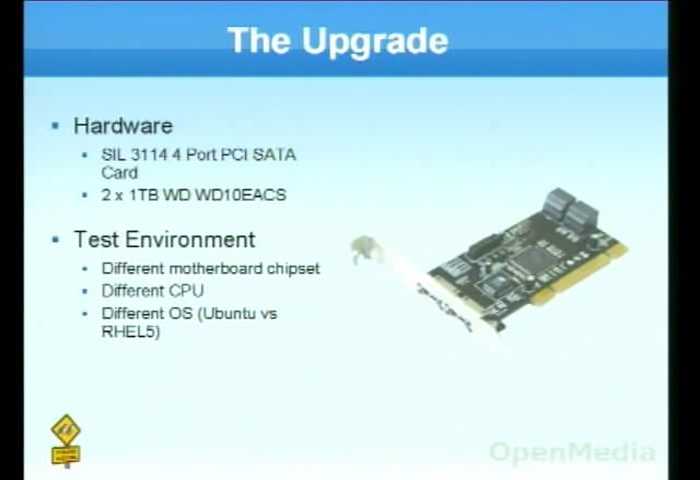 The Upgrade
Hardware
SIL 3114 4 Port PCI SATA
Card
2 x 1TB WD WD10EACS
Test Environment
Different motherboard chipset
Different CPU
Different OS (Ubuntu vs
RHEL5)
OpenMedia